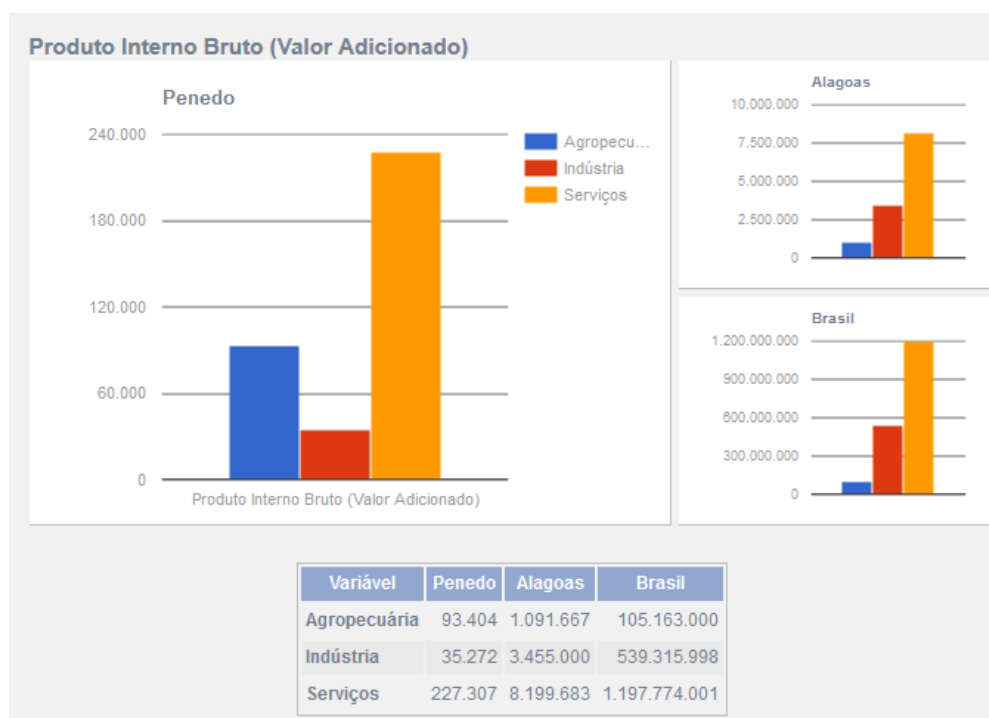 Produto Interno Bruto (Valor Adicionado)
Penedo
240.000
180.000
120.000
60.000
0
Produto Interno Bruto (Valor Adicionado)
Agropecu...
Indústria
Serviços
Alagoas
10.000.000
7.500.000
5.000.000
2.500.000
0
Brasil
1.200.000.000
900.000.000
600.000.000
300.000.000
0
Variável Penedo Alagoas Brasil
Agropecuária 93.404 1.091.667 105.163.000
Indústria 35.272 3.455.000 539.315.998
Serviços 227.307 8.199.683 1.197.774.001